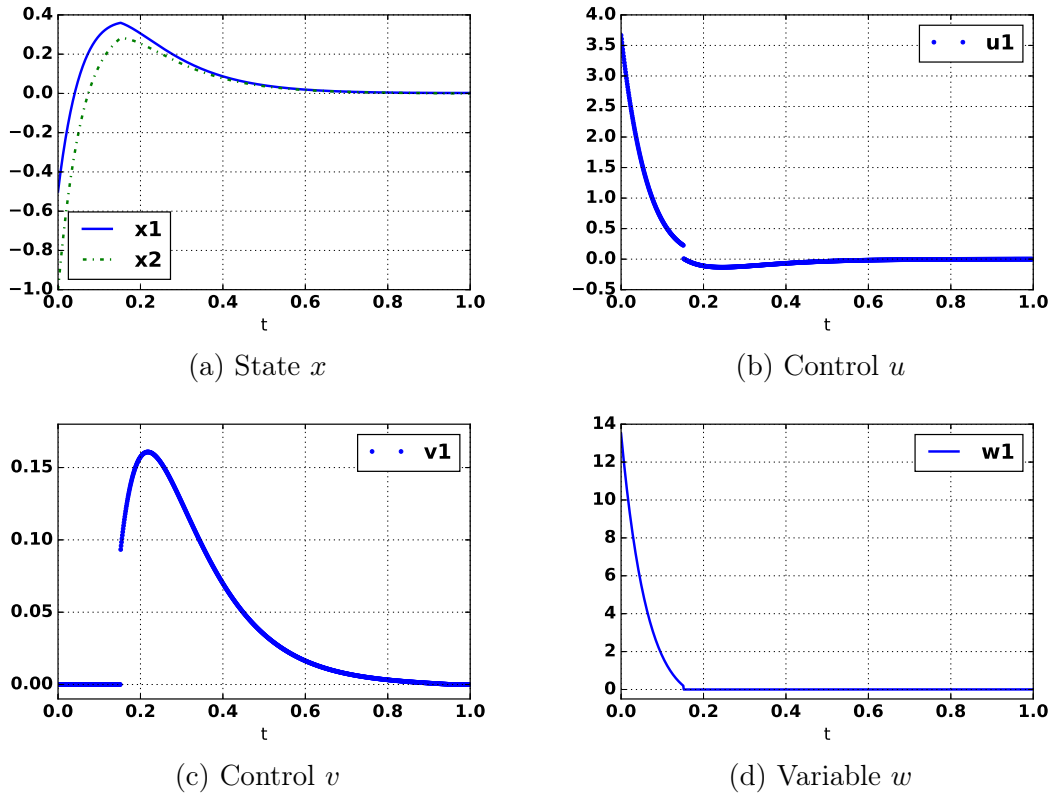 0.4
0.2
0.0
−0.2
−0.4
−0.6
−0.8
−1.0
x1
x2
0.0 0.2 0.4 0.6 0.8 1.0
t
(a) State x
4.0
3.5
3.0
2.5
2.0
1.5
1.0
0.5
0.0
−0.5
u1
0.0 0.2 0.4 0.6 0.8 1.0
t
(b) Control u
0.15
0.10
0.05
0.00
v1
0.0 0.2 0.4 0.6 0.8 1.0
t
(c) Control v
14
12
10
8
6
4
2
0
w1
0.0 0.2 0.4 0.6 0.8 1.0
t
(d) Variable w